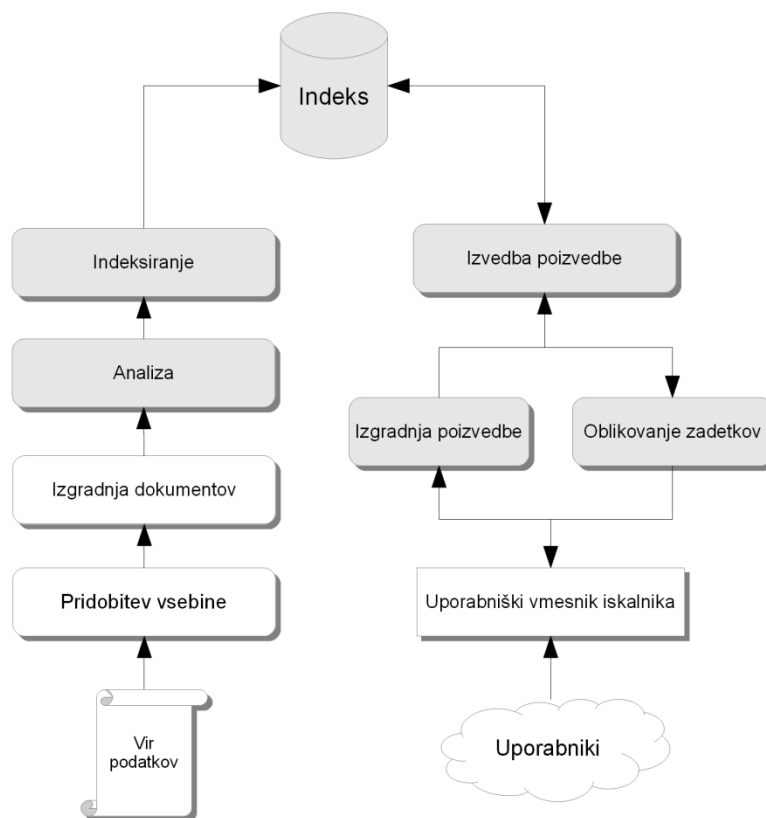 Indeks
Indeksiranje
Izvedba poizvedbe
Analiza
Izgradnja poizvedbe
Oblikovanje zadetkov
Izgradnja dokumentov
Pridobitev vsebine
Uporabniški vmesnik iskalnika
Vir
podatkov
Uporabniki